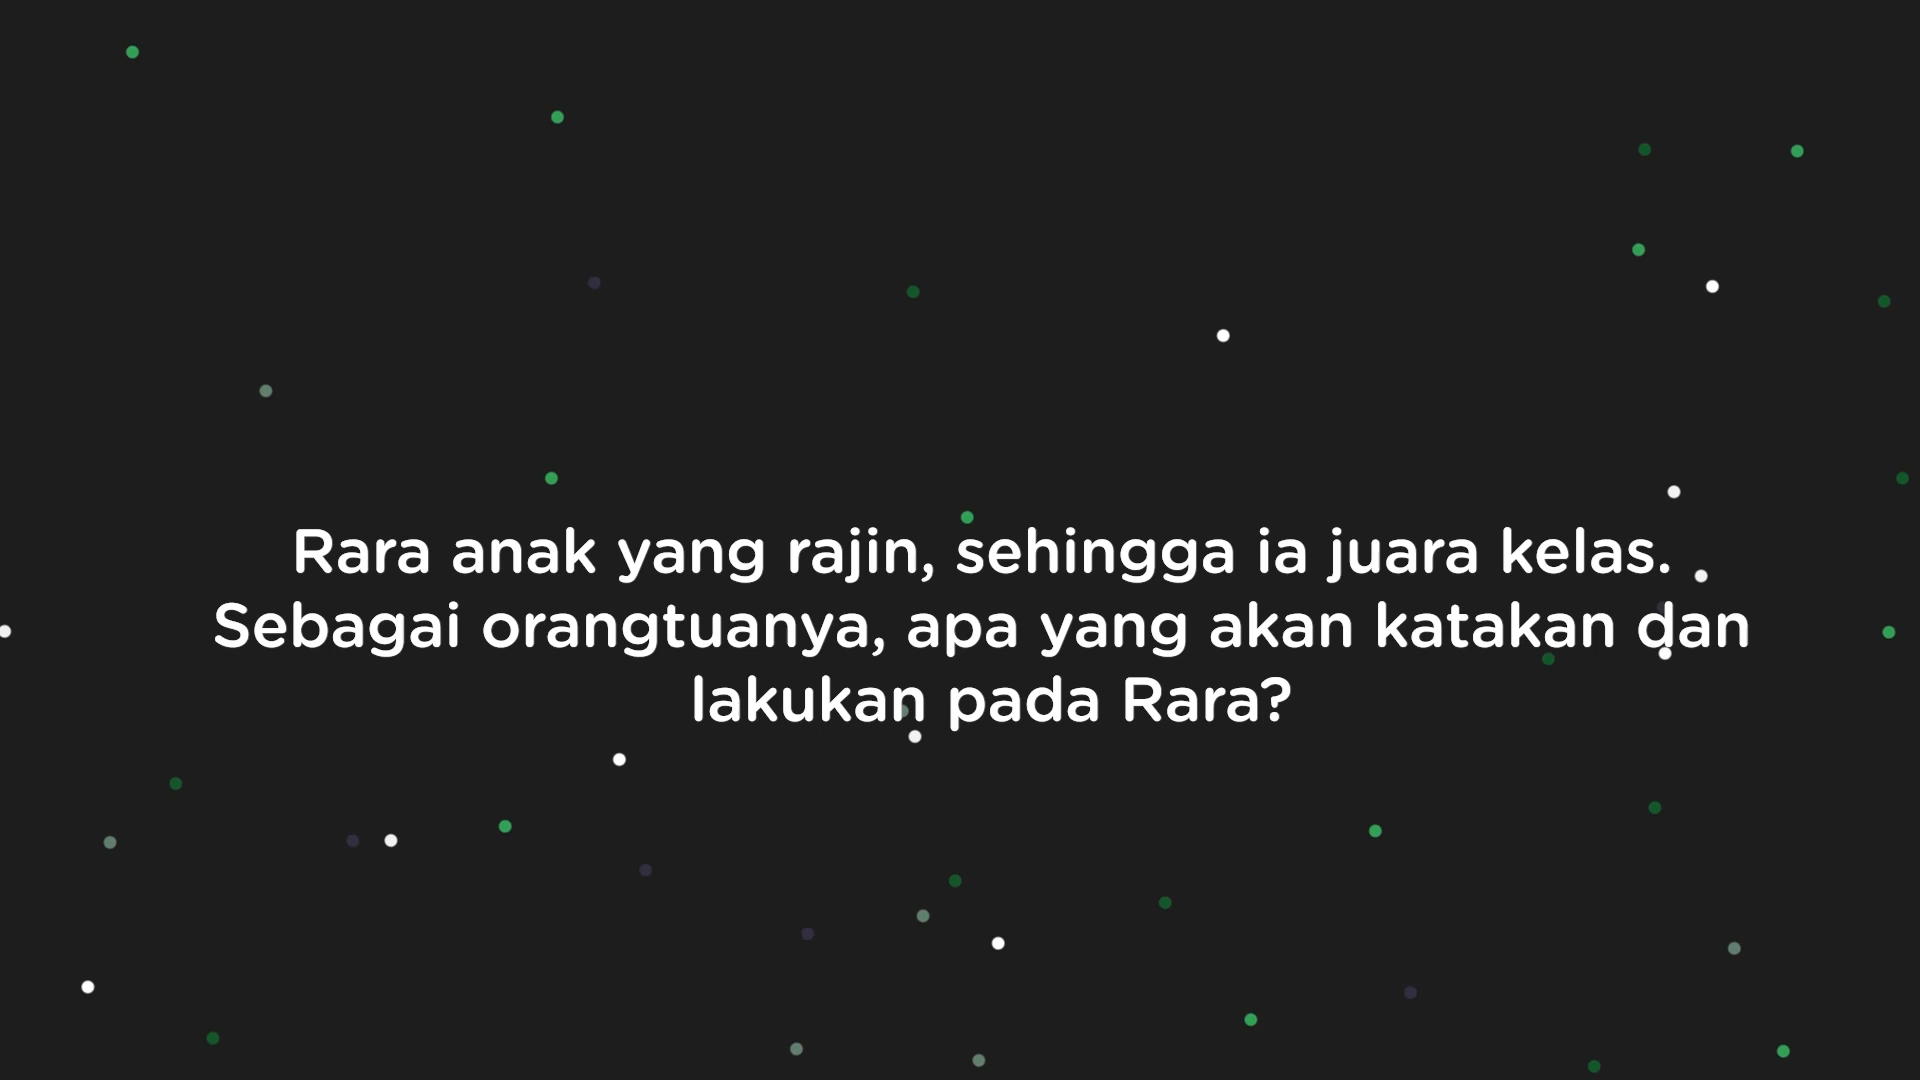 Rara anak yang rajin, sehingga ia juara kelas.
Sebagai orangtuanya, apa yang akan katakan dan
lakukan pada Rara?